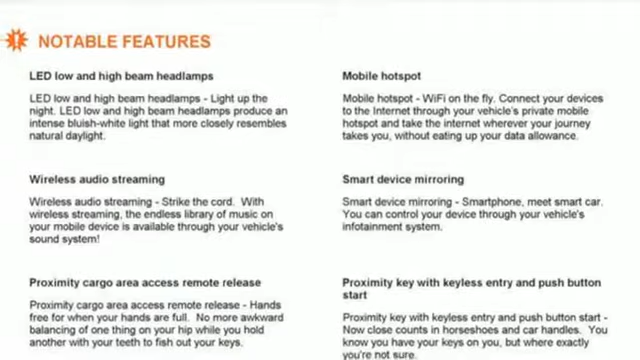 NOTABLE FEATURES
LED low and high beam headlamps
LED low and high beam headlamps - Light up the
night. LED low and high beam headlamps produce an
intense bluish-white light that more closely resembles
natural daylight.
Mobile hotspot
Mobile hotspot - WiFi on the fly. Connect your devices
to the Internet through your vehicle's private mobile
hotspot and take the internet wherever your journey
takes you, without eating up your data allowance.
Wireless audio streaming
Wireless audio streaming - Strike the cord. With
wireless streaming, the endless library of music on
your mobile device is available through your vehicle's
sound system!
Smart device mirroring
Smart device mirroring - Smartphone, meet smart car.
You can control your device through your vehicle's
infotainment system.
Proximity cargo area access remote release
Proximity cargo area access remote release - Hands
free for when your hands are full. No more awkward
balancing of one thing on your hip while you hold
another with your teeth to fish out your keys.
Proximity key with keyless entry and push button
start
Proximity key with keyless entry and push button start -
Now close counts in horseshoes and car handles. You
know you have your keys on you, but where exactly
you're not sure.